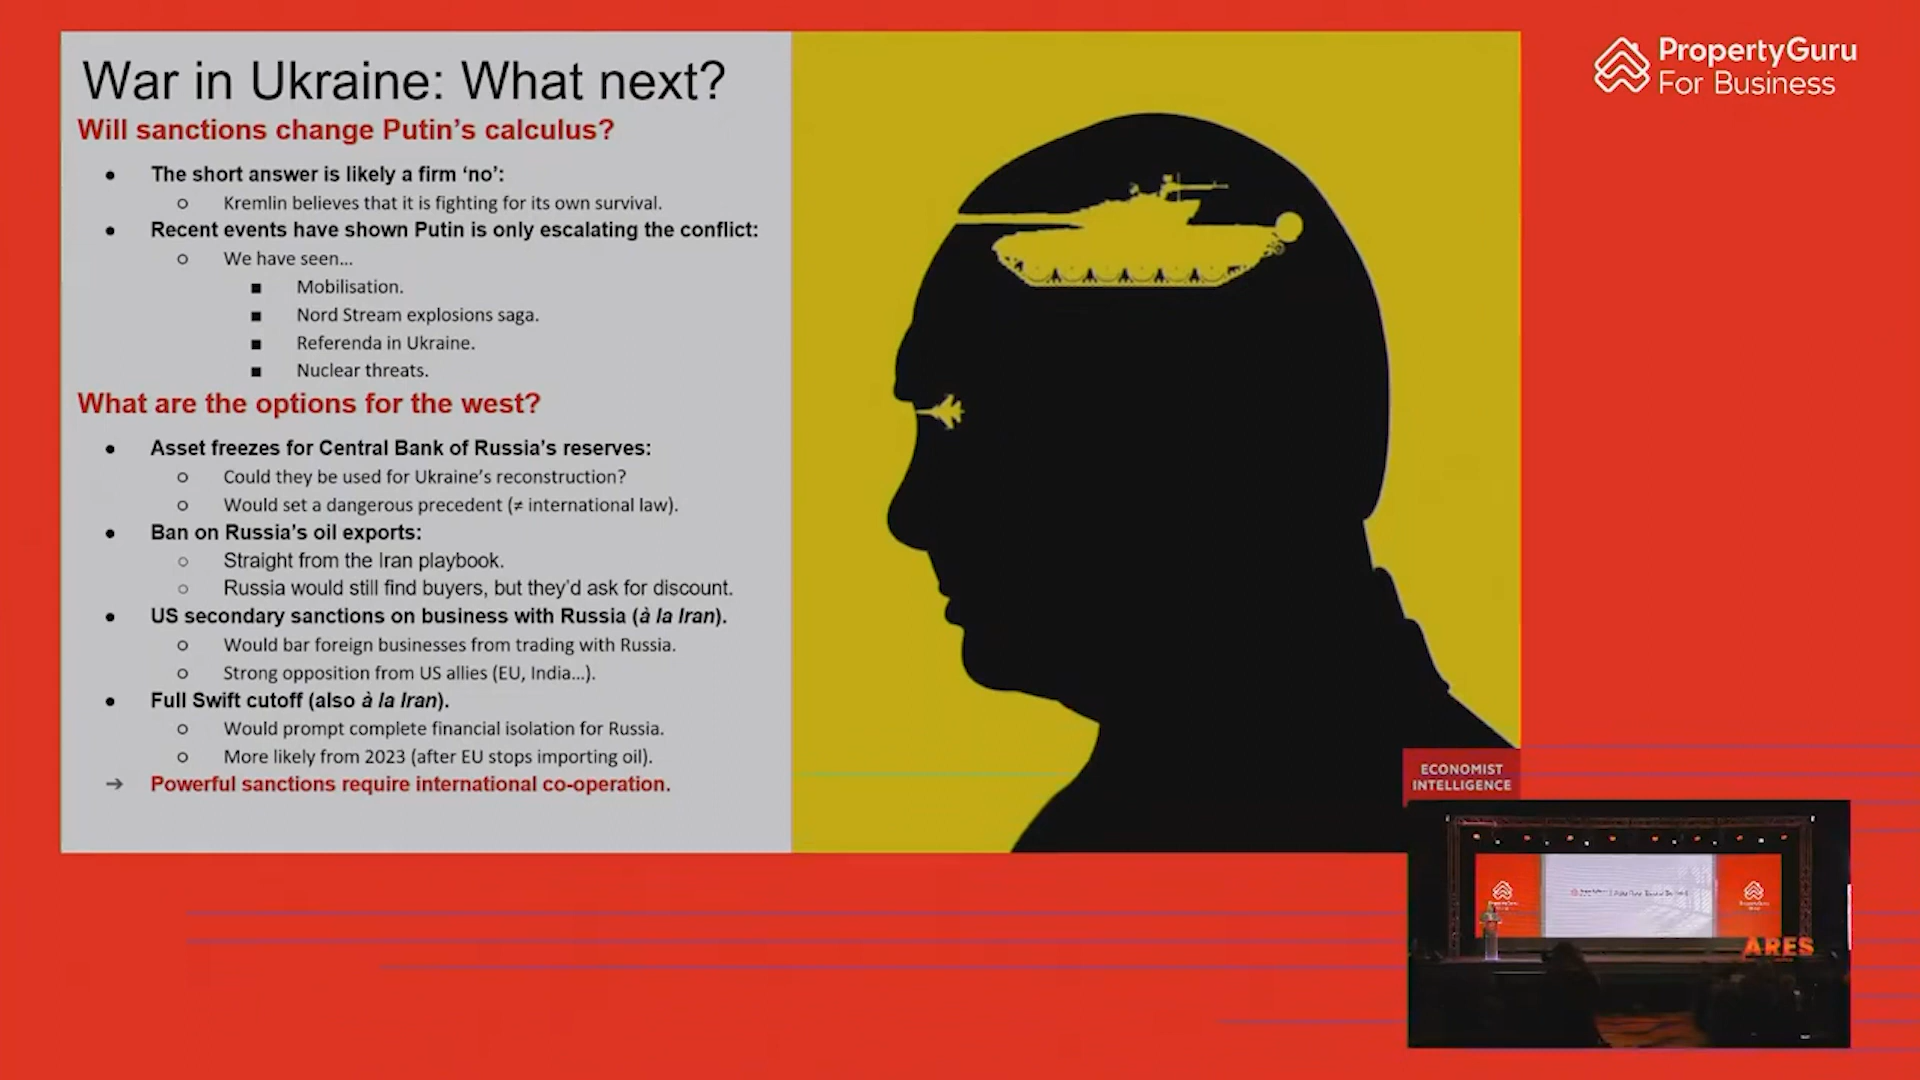 War in Ukraine: What next?
Will sanctions change Putin's calculus?
● The short answer is likely a firm ‘no’:
○ Kremlin believes that it is fighting for its own survival.
● Recent events have shown Putin is only escalating the conflict:
○ We have seen...
■ Mobilisation.
■ Nord Stream explosions saga.
■ Referenda in Ukraine.
■ Nuclear threats.
What are the options for the west?
● Asset freezes for Central Bank of Russia's reserves:
○ Could they be used for Ukraine's reconstruction?
○ Would set a dangerous precedent (≠ international law).
● Ban on Russia's oil exports:
○ Straight from the Iran playbook.
○ Russia would still find buyers, but they'd ask for discount.
● US secondary sanctions on business with Russia (à la Iran).
○ Would bar foreign businesses from trading with Russia.
○ Strong opposition from US allies (EU, India...).
● Full Swift cutoff (also à la Iran).
○ Would prompt complete financial isolation for Russia.
○ More likely from 2023 (after EU stops importing oil).
➔ Powerful sanctions require international co-operation.
PropertyGuru
For Business
ECONOMIST
INTELLIGENCE
ARES